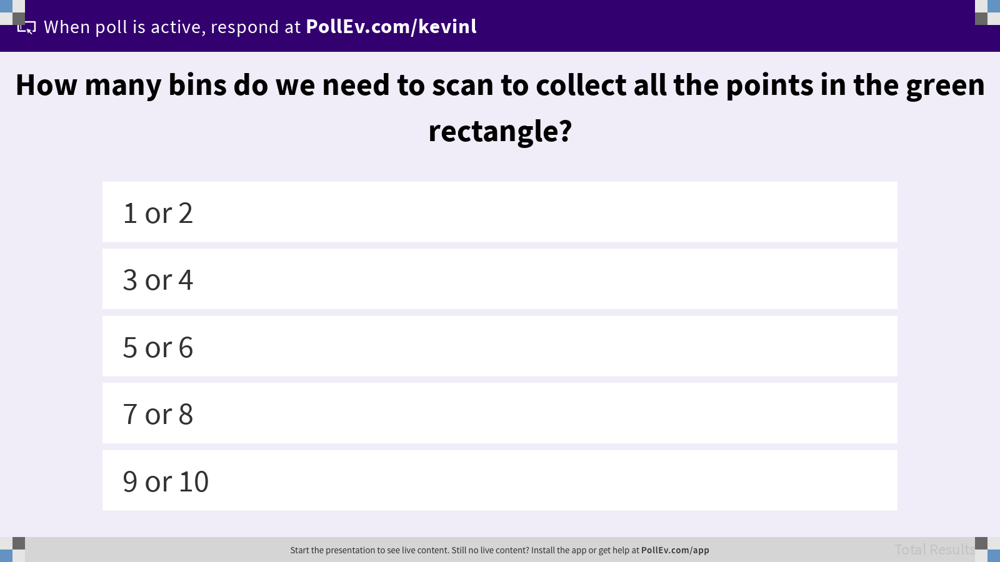 When poll is active, respond at PollEv.com/kevinl
How many bins do we need to scan to collect all the points in the green
rectangle?
1 or 2
3 or 4
5 or 6
7 or 8
9 or 10
Start the presentation to see live content. Still no live content? Install the app or get help at PollEv.com/app
Total Results